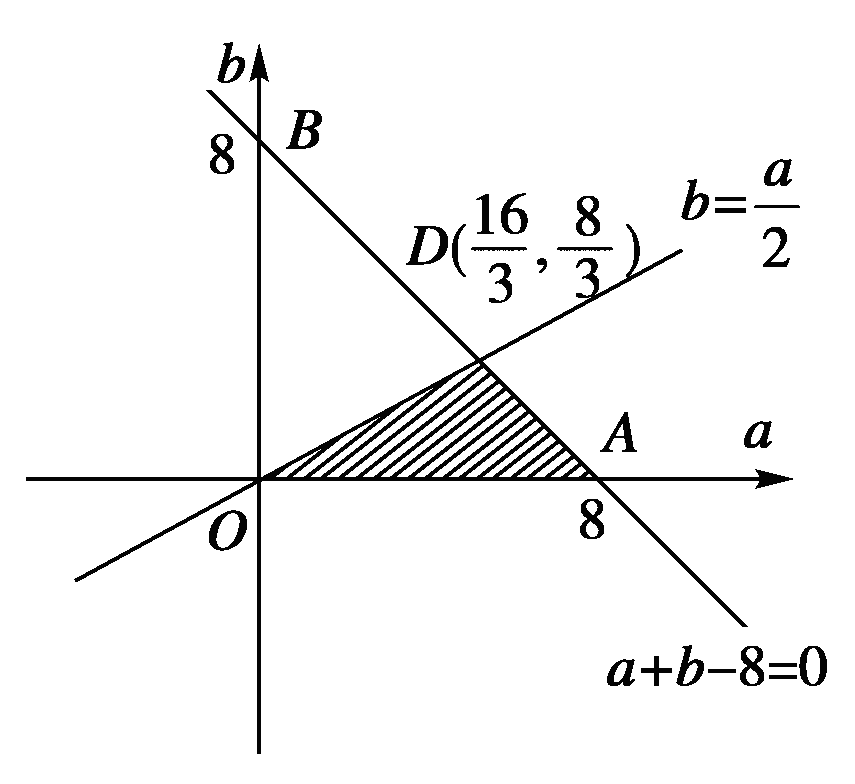 b
8
B
b=a/2
D(16/3, 8/3)
A
a
O
8
a+b−8=0